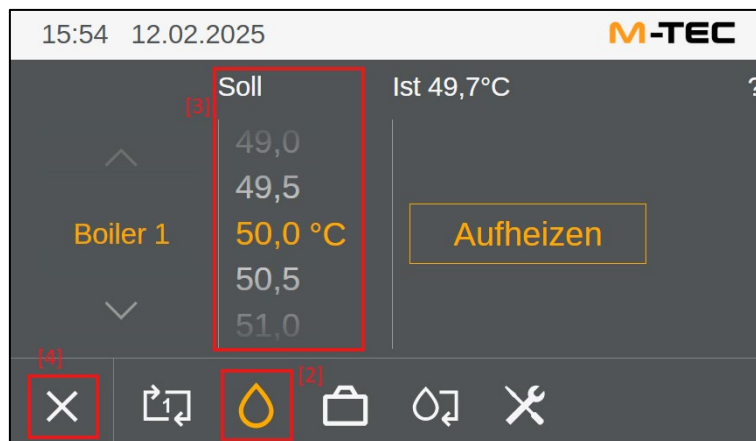 15:54 12.02.2025 M-TEC
[3] Soll Ist 49,7°C ?
49,0
49,5
Boiler 1 50,0 °C Aufheizen
50,5
51,0
[4] [2]
1